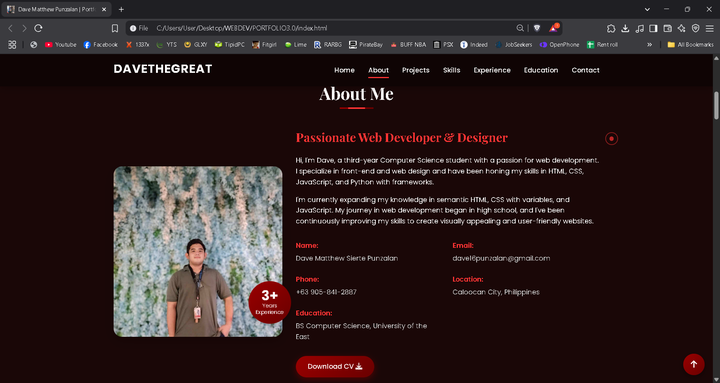 Dave Matthew Punzalan | Portf
File C:/Users/User/Desktop/WEBDEV/PORTFOLIO3.0/index.html
YouTube Facebook 1337x YTS GLXY TipidPC Fitgirl Lime RARBG PirateBay BUFF NBA PSX Indeed JobSeekers OpenPhone Rent roll » All Bookmarks
DAVETHEGREAT
Home About Projects Skills Experience Education Contact
About Me
Passionate Web Developer & Designer
Hi, I'm Dave, a third-year Computer Science student with a passion for web development.
I specialize in front-end and web design and have been honing my skills in HTML, CSS,
JavaScript, and Python with frameworks.
I'm currently expanding my knowledge in semantic HTML, CSS with variables, and
JavaScript. My journey in web development began in high school, and I've been
continuously improving my skills to create visually appealing and user-friendly websites.
Name:
Dave Matthew Sierte Punzalan
Email:
dave16punzalan@gmail.com
Phone:
+63 905-841-2887
Location:
Caloocan City, Philippines
Education:
BS Computer Science, University of the
East
3+
Years
Experience
Download CV